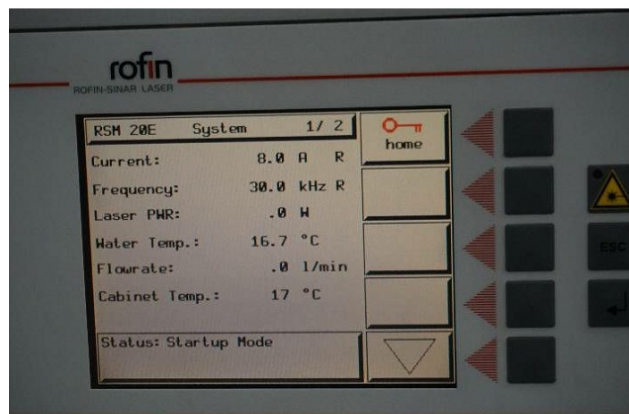 rofin
ROFIN-SINAR LASER
RSM 20E System 1/ 2
home
Current: 8.0 A R
Frequency: 30.0 kHz R
Laser PWR: .0 W
Water Temp.: 16.7 °C
Flowrate: .0 l/min
Cabinet Temp.: 17 °C
Status: Startup Mode
ESC